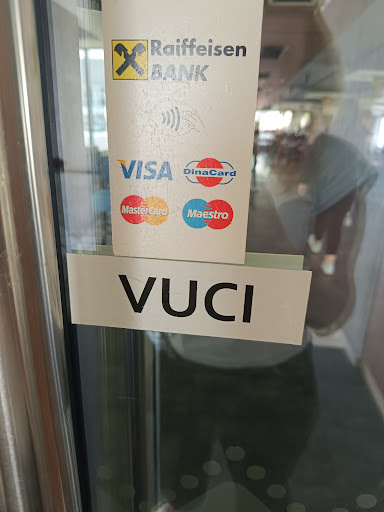 Raiffeisen
BANK
VISA DinaCard
MasterCard Maestro
VUCI